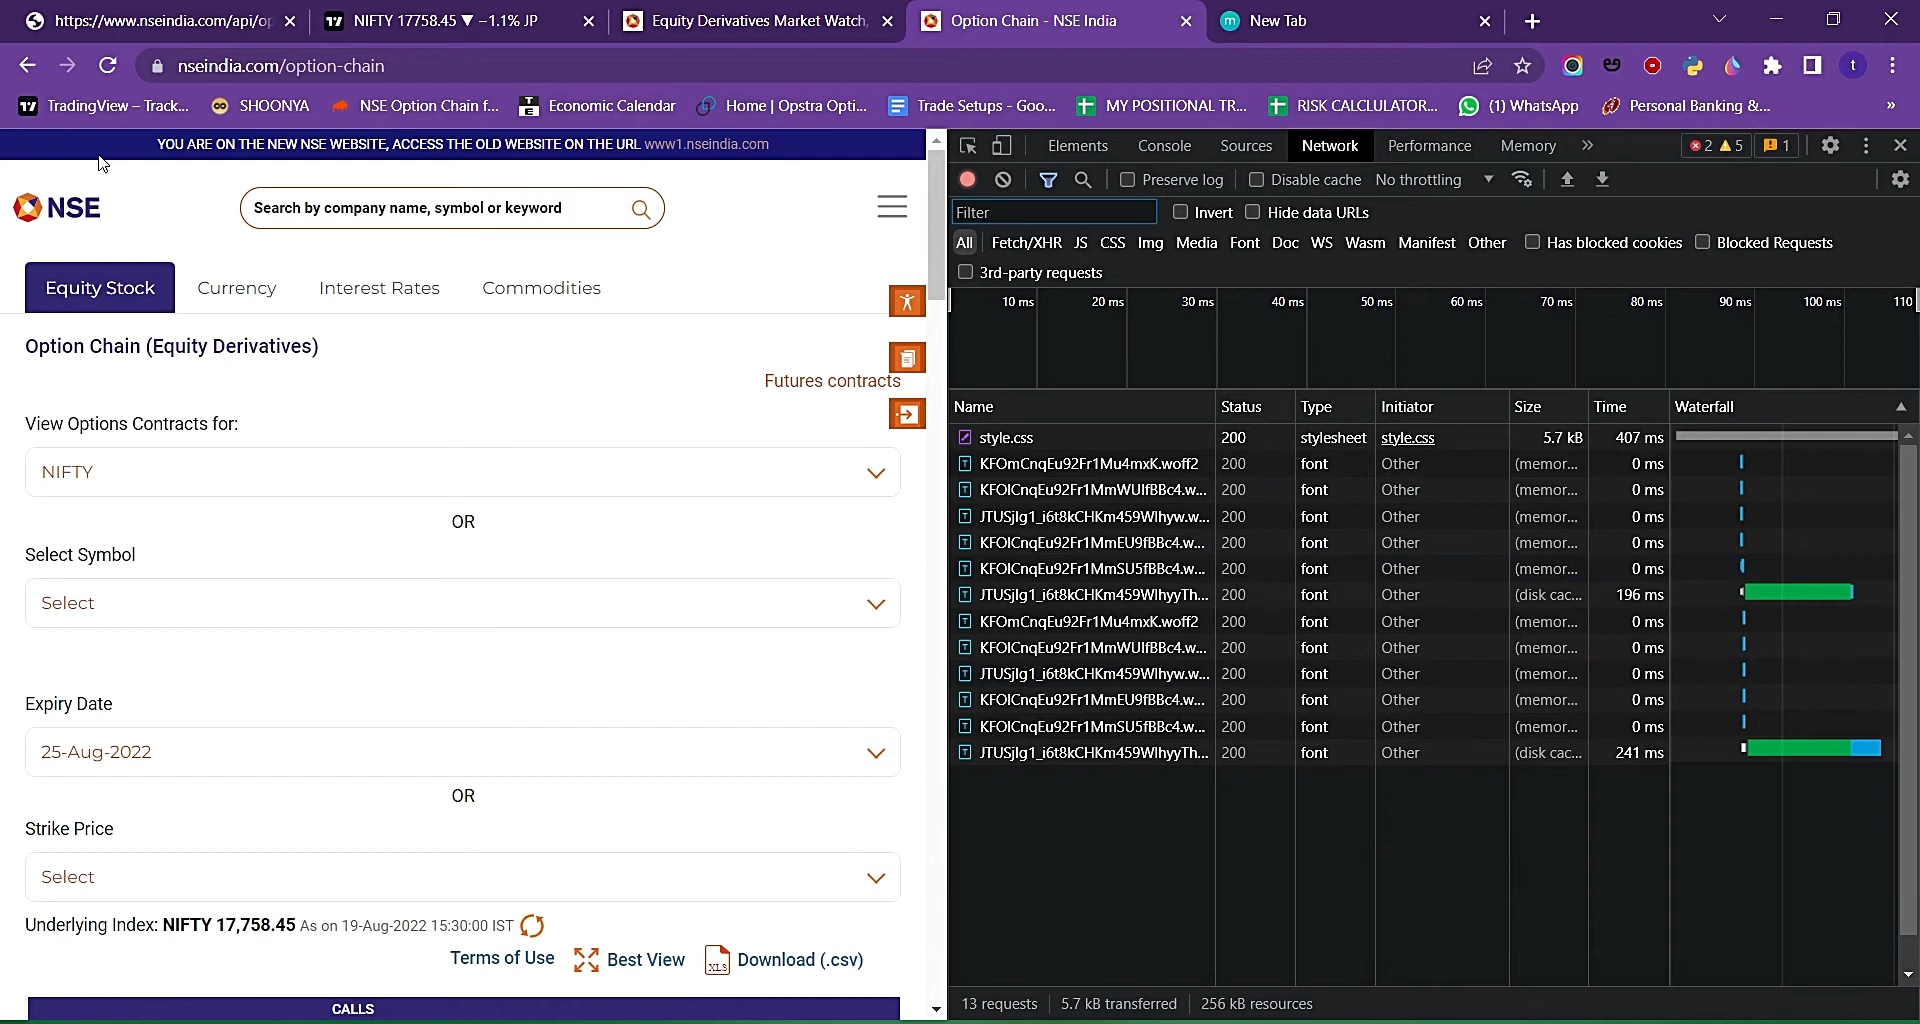 https://www.nseindia.com/api/op
NIFTY 17758.45 ▼ −1.1% JP
Equity Derivatives Market Watch,
Option Chain - NSE India
New Tab
nseindia.com/option-chain
t
TradingView – Track...
SHOONYA
NSE Option Chain f...
Economic Calendar
Home | Opstra Opti...
Trade Setups - Goo...
MY POSITIONAL TR...
RISK CALCLULATOR...
(1) WhatsApp
Personal Banking &...
»
YOU ARE ON THE NEW NSE WEBSITE, ACCESS THE OLD WEBSITE ON THE URL www1.nseindia.com
NSE
Search by company name, symbol or keyword
Equity Stock Currency Interest Rates Commodities
Option Chain (Equity Derivatives)
Futures contracts
View Options Contracts for:
NIFTY
OR
Select Symbol
Select
Expiry Date
25-Aug-2022
OR
Strike Price
Select
Underlying Index: NIFTY 17,758.45 As on 19-Aug-2022 15:30:00 IST
Terms of Use Best View XLS Download (.csv)
CALLS
Elements Console Sources Network Performance Memory » 2 5 1
Preserve log Disable cache No throttling
Filter Invert Hide data URLs
All Fetch/XHR JS CSS Img Media Font Doc WS Wasm Manifest Other Has blocked cookies Blocked Requests
3rd-party requests
10 ms 20 ms 30 ms 40 ms 50 ms 60 ms 70 ms 80 ms 90 ms 100 ms 110
Name Status Type Initiator Size Time Waterfall
style.css 200 stylesheet style.css 5.7 kB 407 ms
KFOmCnqEu92Fr1Mu4mxK.woff2 200 font Other (memor... 0 ms
KFOlCnqEu92Fr1MmWUlfBBc4.w... 200 font Other (memor... 0 ms
JTUSjIg1_i6t8kCHKm459Wlhyw.w... 200 font Other (memor... 0 ms
KFOlCnqEu92Fr1MmEU9fBBc4.w... 200 font Other (memor... 0 ms
KFOlCnqEu92Fr1MmSU5fBBc4.w... 200 font Other (memor... 0 ms
JTUSjIg1_i6t8kCHKm459WlhyyTh... 200 font Other (disk cac... 196 ms
KFOmCnqEu92Fr1Mu4mxK.woff2 200 font Other (memor... 0 ms
KFOlCnqEu92Fr1MmWUlfBBc4.w... 200 font Other (memor... 0 ms
JTUSjIg1_i6t8kCHKm459Wlhyw.w... 200 font Other (memor... 0 ms
KFOlCnqEu92Fr1MmEU9fBBc4.w... 200 font Other (memor... 0 ms
KFOlCnqEu92Fr1MmSU5fBBc4.w... 200 font Other (memor... 0 ms
JTUSjIg1_i6t8kCHKm459WlhyyTh... 200 font Other (disk cac... 241 ms
13 requests 5.7 kB transferred 256 kB resources